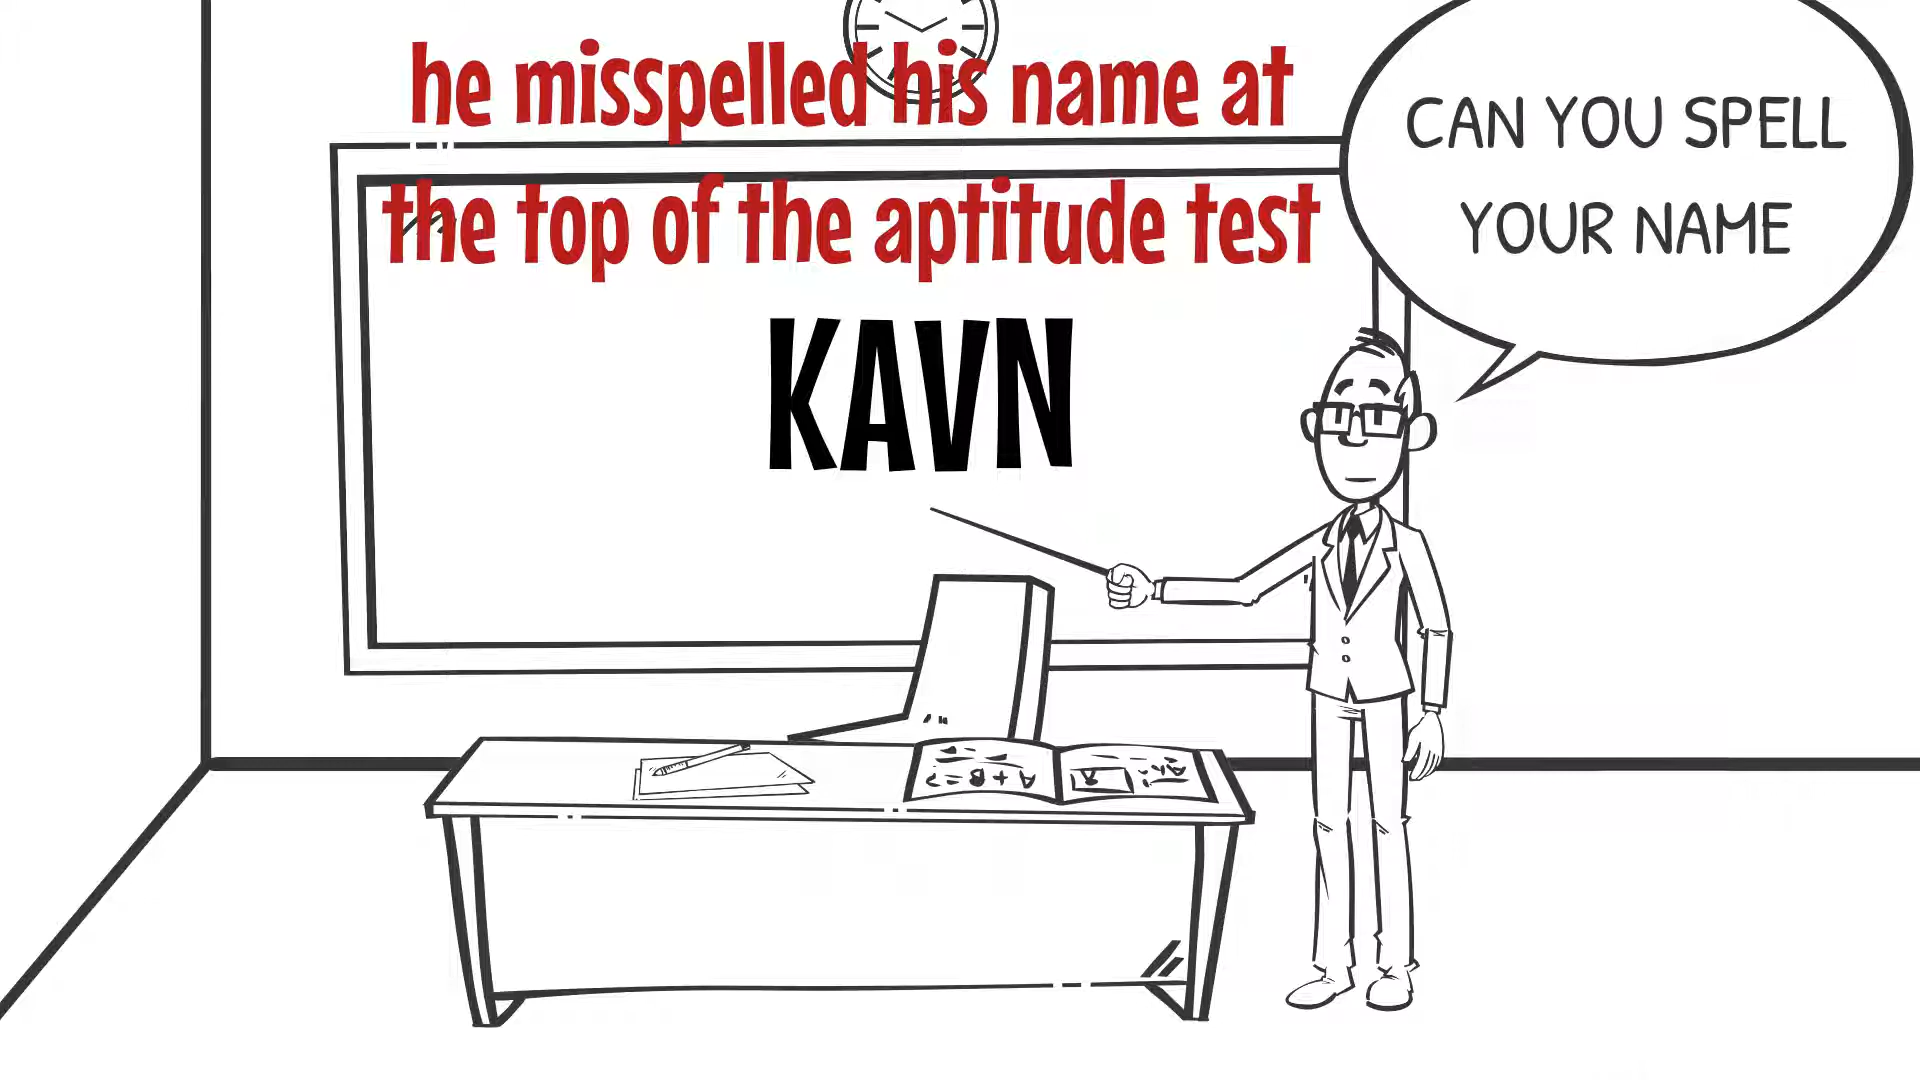 he misspelled his name at
the top of the aptitude test
CAN YOU SPELL
YOUR NAME
KAVN
A+B=?